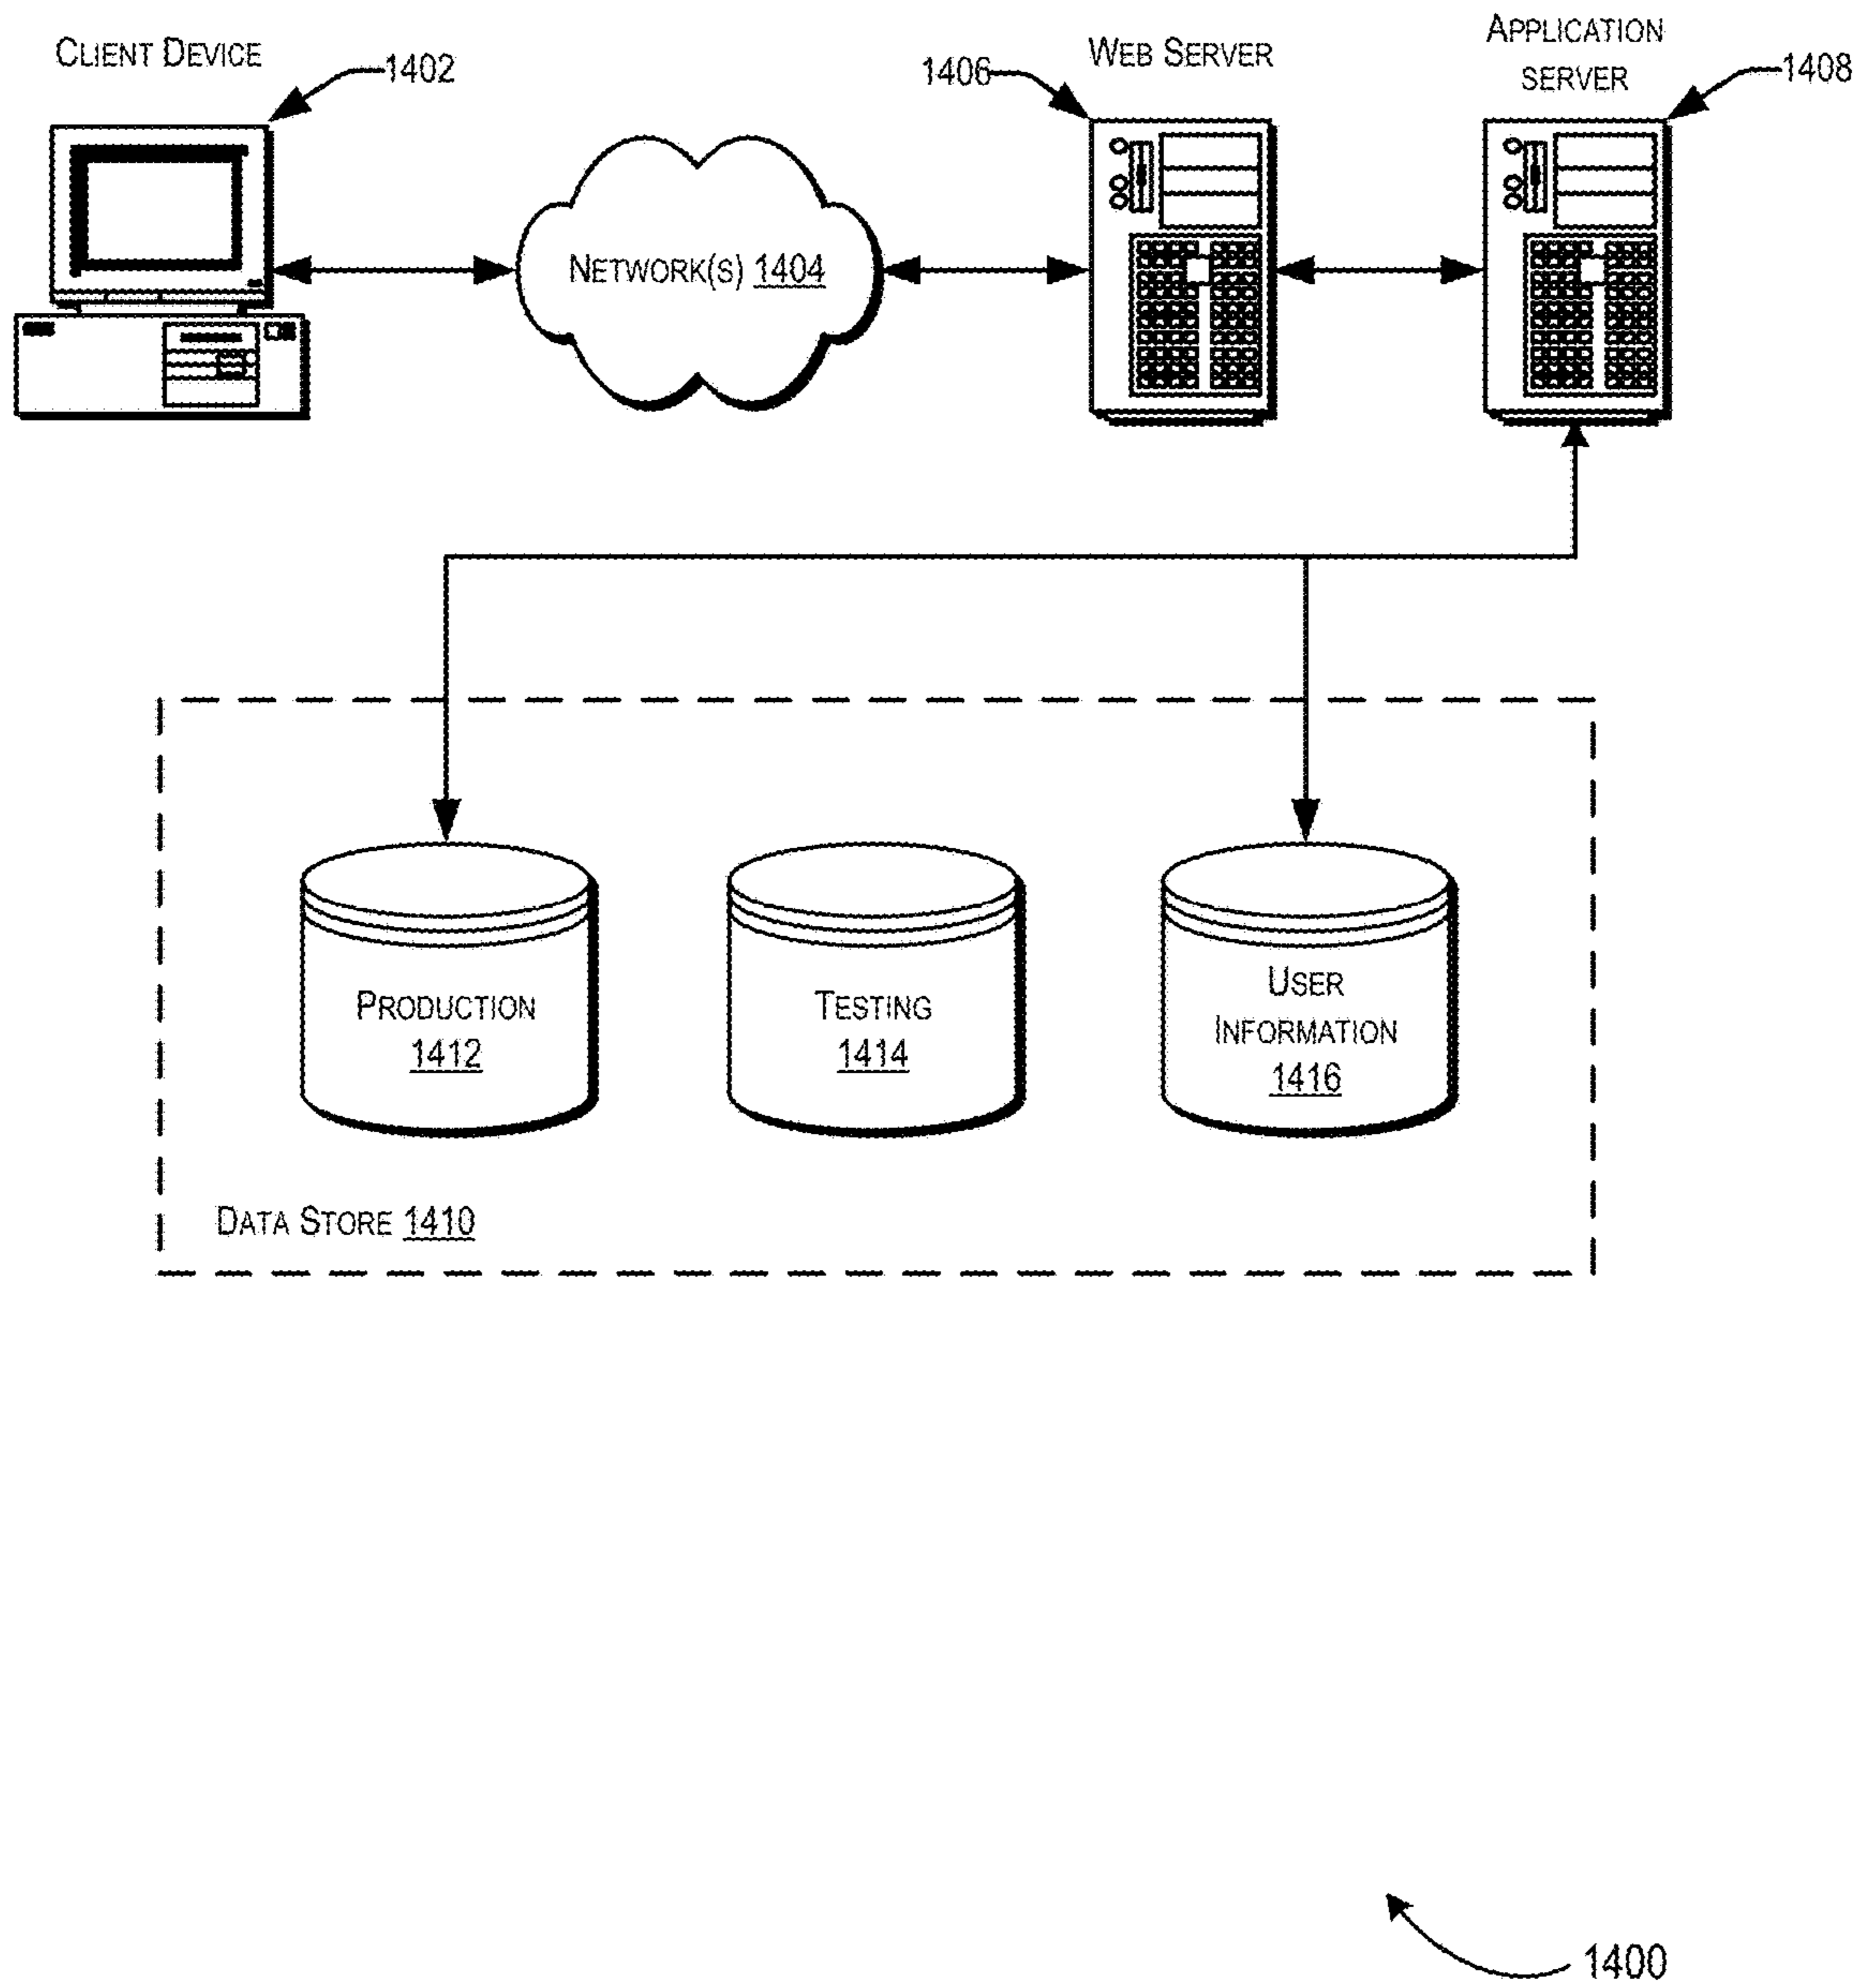 CLIENT DEVICE
1402
1406
WEB SERVER
APPLICATION
SERVER
1408
NETWORK(S) 1404
PRODUCTION
1412
TESTING
1414
USER
INFORMATION
1416
DATA STORE 1410
1400